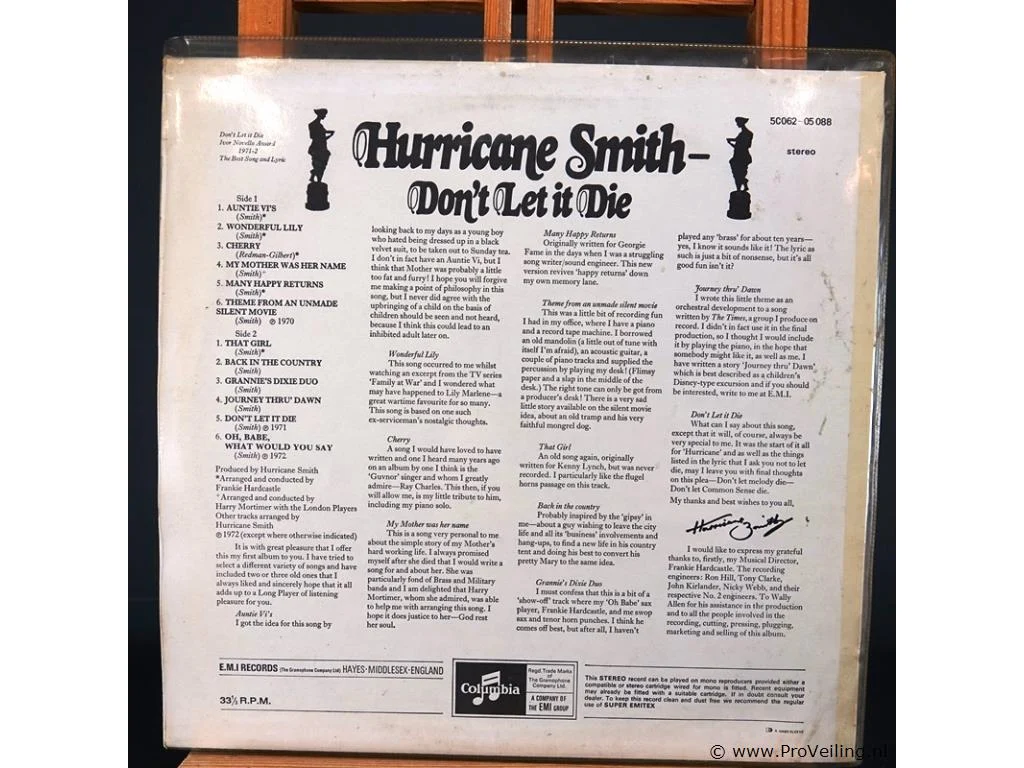 Don't Let it Die
Ivor Novello Award
1971-2
The Best Song and Lyric
Hurricane Smith–
Don't Let it Die
5C062-05 088
stereo
Side 1
1. AUNTIE VI'S
(Smith)*
2. WONDERFUL LILY
(Smith)*
3. CHERRY
(Redman-Gilbert)*
4. MY MOTHER WAS HER NAME
(Smith)+
5. MANY HAPPY RETURNS
(Smith)*
6. THEME FROM AN UNMADE
SILENT MOVIE
(Smith) ℗ 1970
Side 2
1. THAT GIRL
(Smith)*
2. BACK IN THE COUNTRY
(Smith)
3. GRANNIE'S DIXIE DUO
(Smith)
4. JOURNEY THRU' DAWN
(Smith)
5. DON'T LET IT DIE
(Smith) ℗ 1971
6. OH, BABE,
WHAT WOULD YOU SAY
(Smith) ℗ 1972
Produced by Hurricane Smith
*Arranged and conducted by
Frankie Hardcastle
+Arranged and conducted by
Harry Mortimer with the London Players
Other tracks arranged by
Hurricane Smith
℗ 1972 (except where otherwise indicated)
It is with great pleasure that I offer
this my first album to you. I have tried to
select a different variety of songs and have
included two or three old ones that I
always liked and sincerely hope that it all
adds up to a Long Player of listening
pleasure for you.
Auntie Vi's
I got the idea for this song by
looking back to my days as a young boy
who hated being dressed up in a black
velvet suit, to be taken out to Sunday tea.
I don't in fact have an Auntie Vi, but I
think that Mother was probably a little
too fat and furry! I hope you will forgive
me making a point of philosophy in this
song, but I never did agree with the
upbringing of a child on the basis of
children should be seen and not heard,
because I think this could lead to an
inhibited adult later on.
Wonderful Lily
This song occurred to me whilst
watching an excerpt from the TV series
'Family at War' and I wondered what
may have happened to Lily Marlene—a
great wartime favourite for so many.
This song is based on one such
ex-serviceman's nostalgic thoughts.
Cherry
A song I would have loved to have
written and one I heard many years ago
on an album by one I think is the
'Guvnor' singer and whom I greatly
admire—Ray Charles. This then, if you
will allow me, is my little tribute to him,
including my piano solo.
My Mother was her name
This is a song very personal to me
about the simple story of my Mother's
hard working life. I always promised
myself after she died that I would write a
song for and about her. She was
particularly fond of Brass and Military
bands and I am delighted that Harry
Mortimer, whom she admired, was able
to help me with arranging this song. I
hope it does justice to her—God rest
her soul.
Many Happy Returns
Originally written for Georgie
Fame in the days when I was a struggling
song writer/sound engineer. This new
version revives 'happy returns' down
my own memory lane.
Theme from an unmade silent movie
This was a little bit of recording fun
I had in my office, where I have a piano
and a record tape machine. I borrowed
an old mandolin (a little out of tune with
itself I'm afraid), an acoustic guitar, a
couple of piano tracks and supplied the
percussion by playing my desk! (Flimsy
paper and a slap in the middle of the
desk.) The right tone can only be got from
a producer's desk! There is a very sad
little story available on the silent movie
idea, about an old tramp and his very
faithful mongrel dog.
That Girl
An old song again, originally
written for Kenny Lynch, but was never
recorded. I particularly like the flugel
horns passage on this track.
Back in the country
Probably inspired by the 'gipsy' in
me—about a guy wishing to leave the city
life and all its 'business' involvements and
hang-ups, to find a new life in his country
tent and doing his best to convert his
pretty Mary to the same idea.
Grannie's Dixie Duo
I must confess that this is a bit of a
'show-off' track where my 'Oh Babe' sax
player, Frankie Hardcastle, and me swop
sax and tenor horn punches. I think he
comes off best, but after all, I haven't
played any 'brass' for about ten years—
yes, I know it sounds like it! The lyric as
such is just a bit of nonsense, but it's all
good fun isn't it?
Journey thru' Dawn
I wrote this little theme as an
orchestral development to a song
written by The Times, a group I produce on
record. I didn't in fact use it in the final
production, so I thought I would include
it by playing the piano, in the hope that
somebody might like it, as well as me. I
have written a story 'Journey thru' Dawn'
which is best described as a children's
Disney-type excursion and if you should
be interested, write to me at E.M.I.
Don't Let it Die
What can I say about this song,
except that it will, of course, always be
very special to me. It was the start of it all
for 'Hurricane' and as well as the things
listed in the lyric that I ask you not to let
die, may I leave you with final thoughts
on this plea—Don't let melody die—
Don't let Common Sense die.
My thanks and best wishes to you all,
Hurricane Smith
I would like to express my grateful
thanks to, firstly, my Musical Director,
Frankie Hardcastle. The recording
engineers: Ron Hill, Tony Clarke,
John Kirlander, Nicky Webb, and their
respective No. 2 engineers. To Wally
Allen for his assistance in the production
and to all the people involved in the
recording, cutting, pressing, plugging,
marketing and selling of this album.
E.M.I RECORDS (The Gramophone Company Ltd) HAYES·MIDDLESEX·ENGLAND
33⅓ R.P.M.
Columbia
Regd. Trade Marks
of
The Gramophone
Company Ltd.
A COMPANY OF
THE EMI GROUP
This STEREO record can be played on mono reproducers provided either a
compatible or stereo cartridge wired for mono is fitted. Recent equipment
may already be fitted with a suitable cartridge. If in doubt consult your
dealer. To keep this record clean and dust free we recommend the regular
use of SUPER EMITEX
© www.ProVeiling.nl